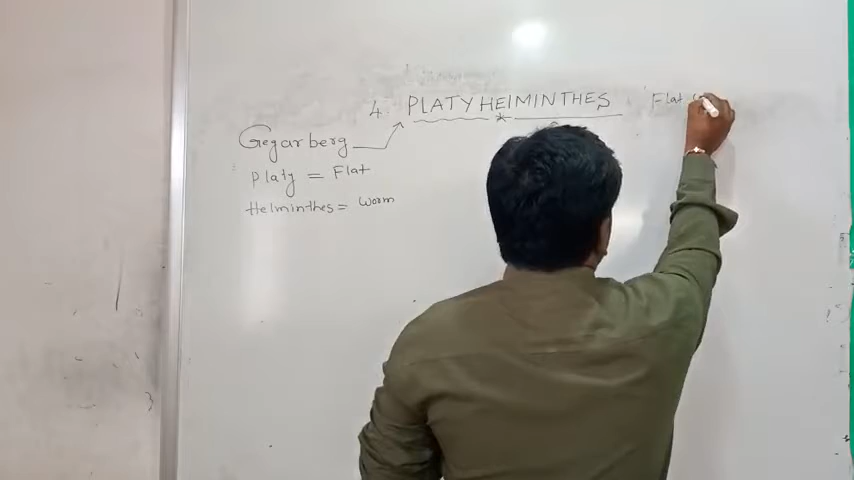 4. PLATYHELMINTHES Flat
Gegarberg
Platy = Flat
Helminthes = worm